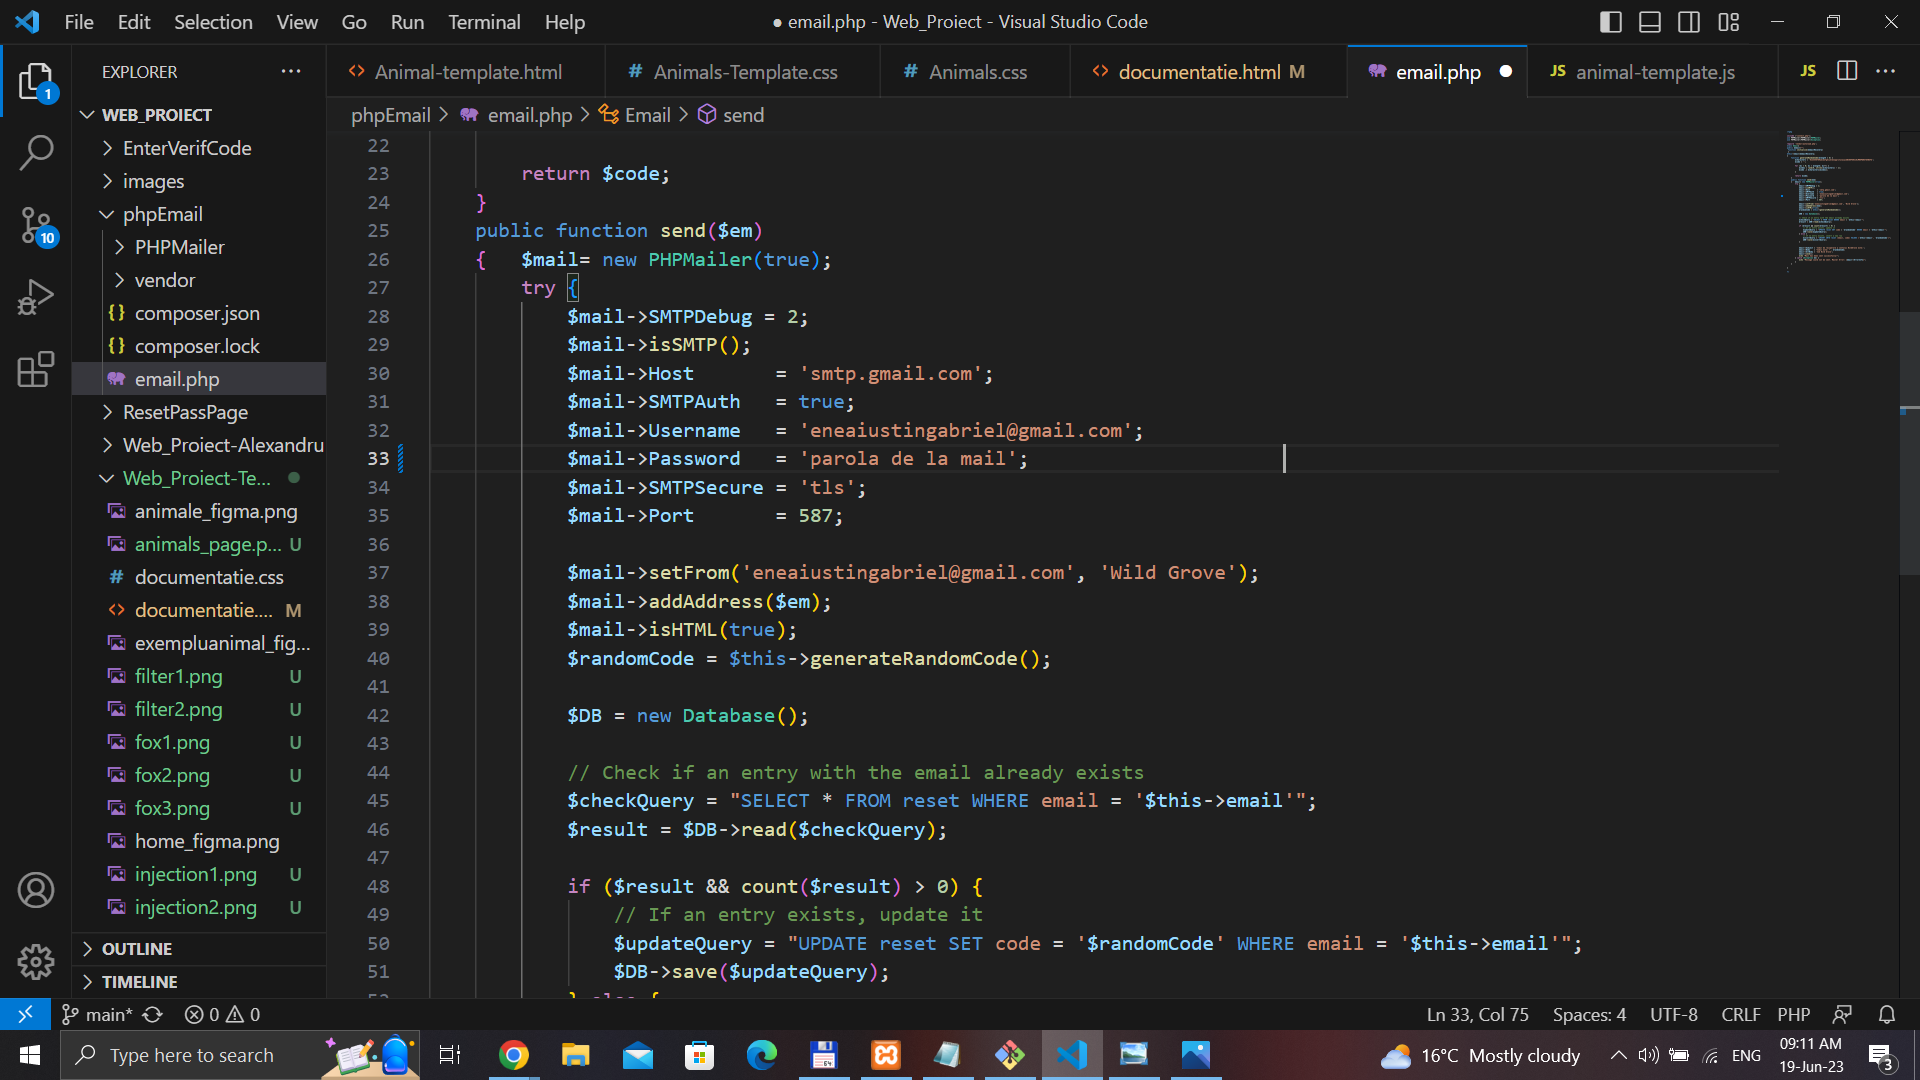 File Edit Selection View Go Run Terminal Help
● email.php - Web_Proiect - Visual Studio Code
EXPLORER
Animal-template.html
# Animals-Template.css
# Animals.css
documentatie.html M
email.php
JS animal-template.js
JS
phpEmail > email.php > Email > send
WEB_PROIECT
EnterVerifCode
images
phpEmail
PHPMailer
vendor
{} composer.json
{} composer.lock
email.php
ResetPassPage
Web_Proiect-Alexandru
Web_Proiect-Te...
animale_figma.png
animals_page.p... U
# documentatie.css
documentatie.... M
exempluanimal_fig...
filter1.png U
filter2.png U
fox1.png U
fox2.png U
fox3.png U
home_figma.png
injection1.png U
injection2.png U
OUTLINE
TIMELINE
1
10
22
23 return $code;
24 }
25 public function send($em)
26 { $mail= new PHPMailer(true);
27 try {
28 $mail->SMTPDebug = 2;
29 $mail->isSMTP();
30 $mail->Host = 'smtp.gmail.com';
31 $mail->SMTPAuth = true;
32 $mail->Username = 'eneaiustingabriel@gmail.com';
33 $mail->Password = 'parola de la mail';
34 $mail->SMTPSecure = 'tls';
35 $mail->Port = 587;
36
37 $mail->setFrom('eneaiustingabriel@gmail.com', 'Wild Grove');
38 $mail->addAddress($em);
39 $mail->isHTML(true);
40 $randomCode = $this->generateRandomCode();
41
42 $DB = new Database();
43
44 // Check if an entry with the email already exists
45 $checkQuery = "SELECT * FROM reset WHERE email = '$this->email'";
46 $result = $DB->read($checkQuery);
47
48 if ($result && count($result) > 0) {
49 // If an entry exists, update it
50 $updateQuery = "UPDATE reset SET code = '$randomCode' WHERE email = '$this->email'";
51 $DB->save($updateQuery);
52 } else {
main* 0 0
Ln 33, Col 75 Spaces: 4 UTF-8 CRLF PHP
Type here to search
64
16°C Mostly cloudy
ENG
09:11 AM
19-Jun-23
3